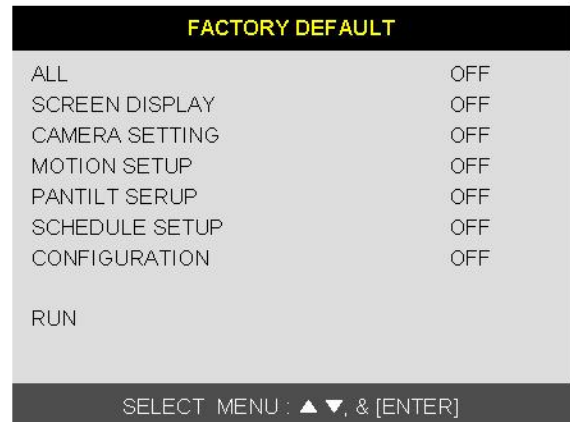 FACTORY DEFAULT
ALL OFF
SCREEN DISPLAY OFF
CAMERA SETTING OFF
MOTION SETUP OFF
PANTILT SERUP OFF
SCHEDULE SETUP OFF
CONFIGURATION OFF
RUN
SELECT MENU : ▲ ▼, & [ENTER]